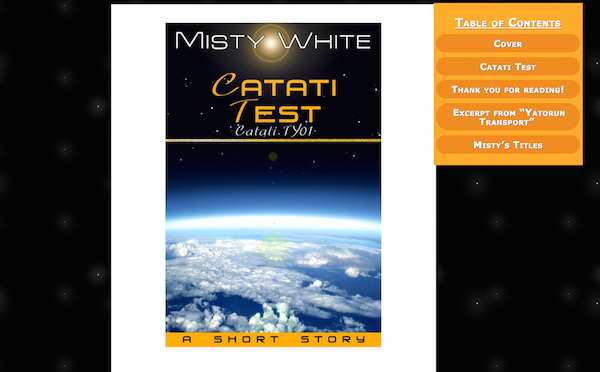 Misty White
Catati
Test
Catati.TY01
A SHORT STORY
Table of Contents
Cover
Catati Test
Thank you for reading!
Excerpt from “Yatorun
Transport”
Misty’s Titles